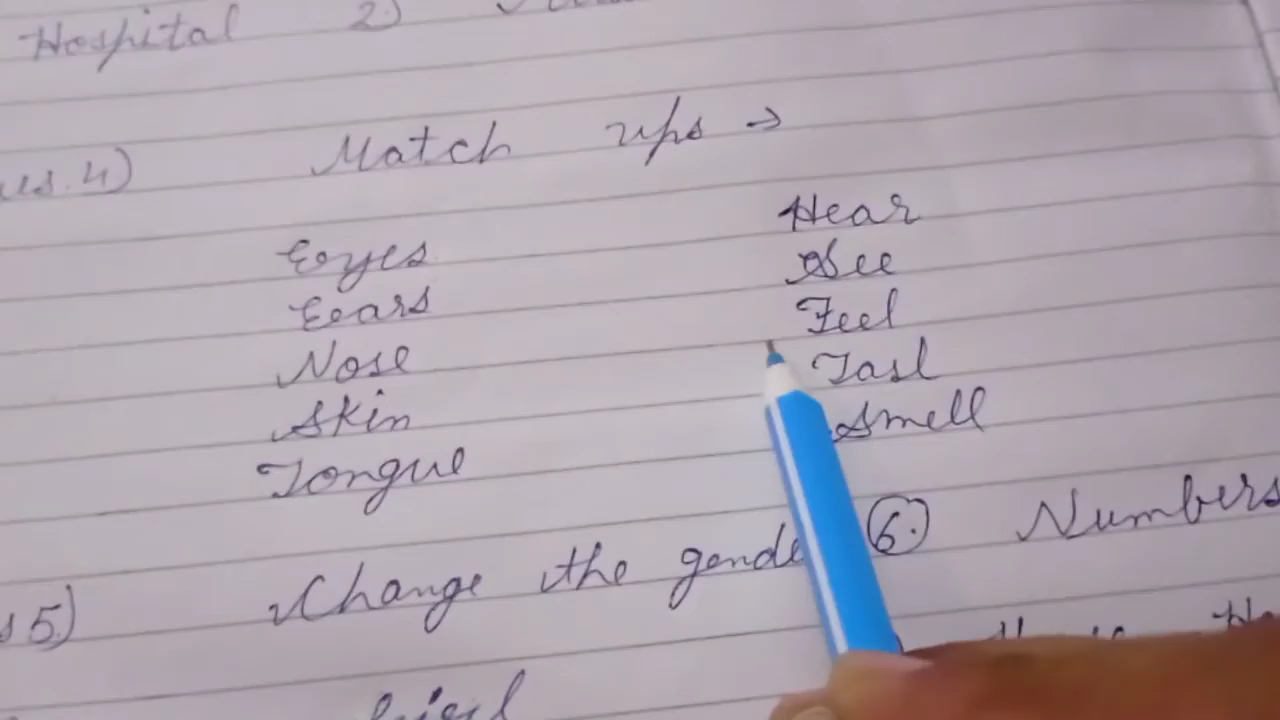 Hospital 2)
Match ups →
Eyes Hear
Ears See
Nose Feel
Skin Tast
Tongue Smell
5) Change the gende 6. Numbers